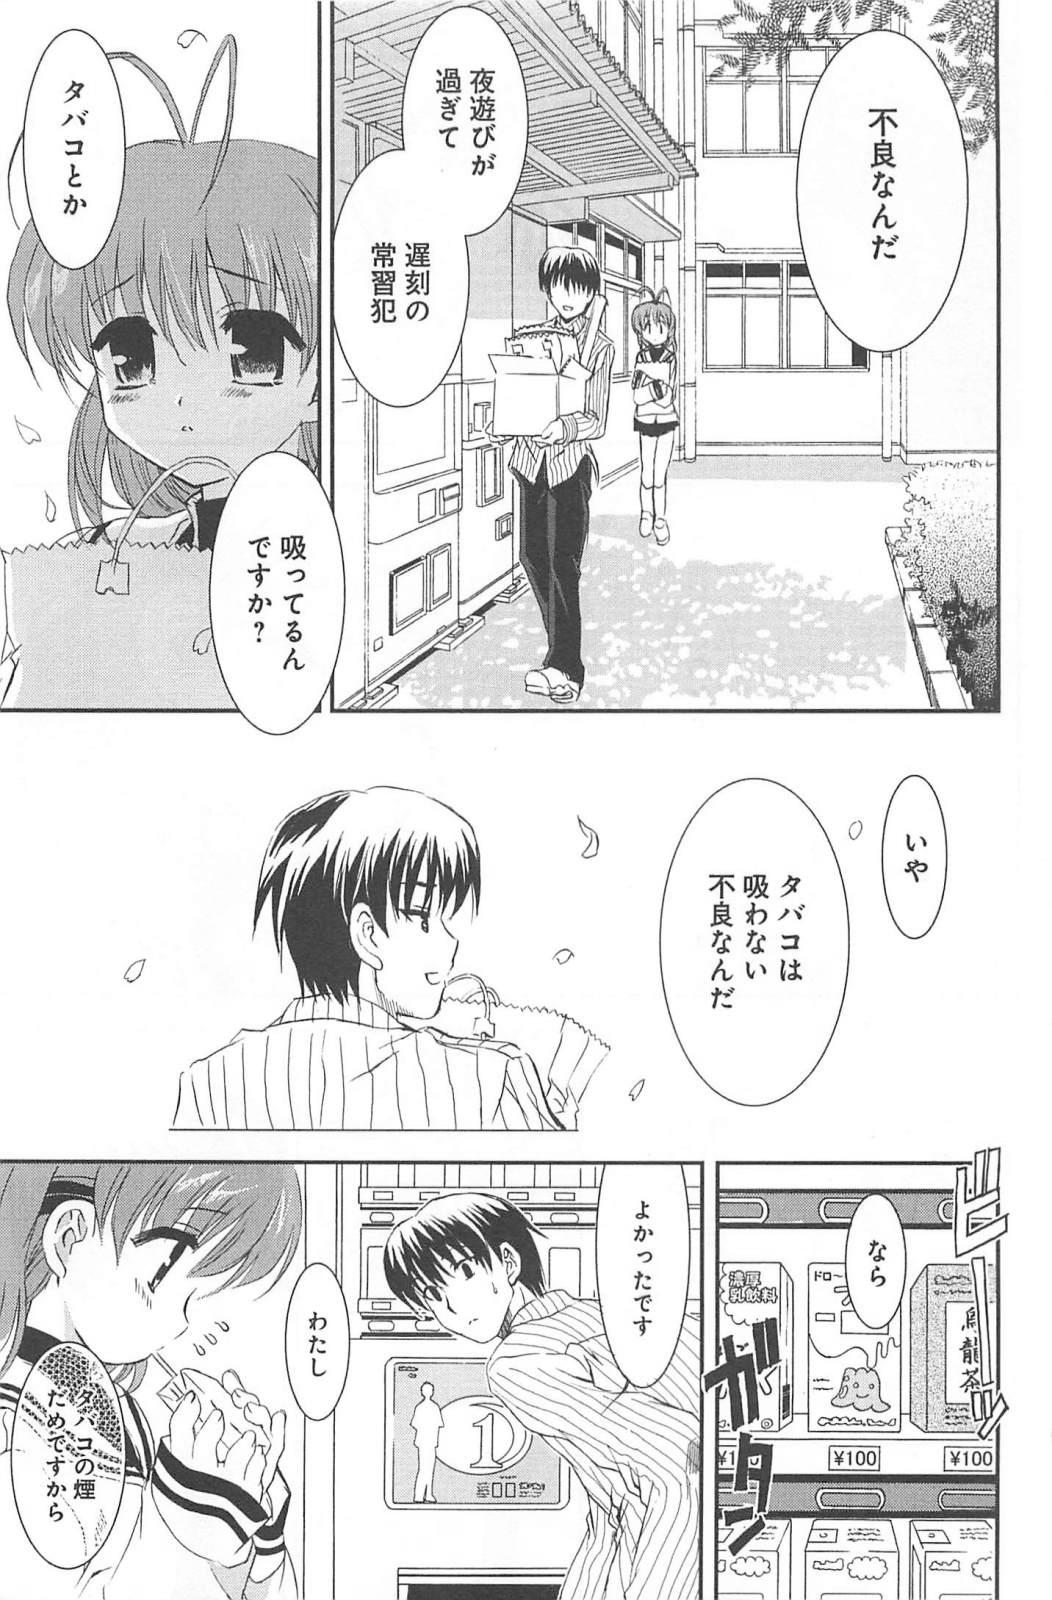 不良なんだ
夜遊びが
過ぎて
遅刻の
常習犯
タバコとか
吸ってるん
ですか?
いや
タバコは
吸わない
不良なんだ
なら
ビーーッ
濃厚
乳飲料
ドロ〜
烏龍茶
¥100
¥100
ガタタン
よかったです
1
わたし
タバコの煙
だめですから